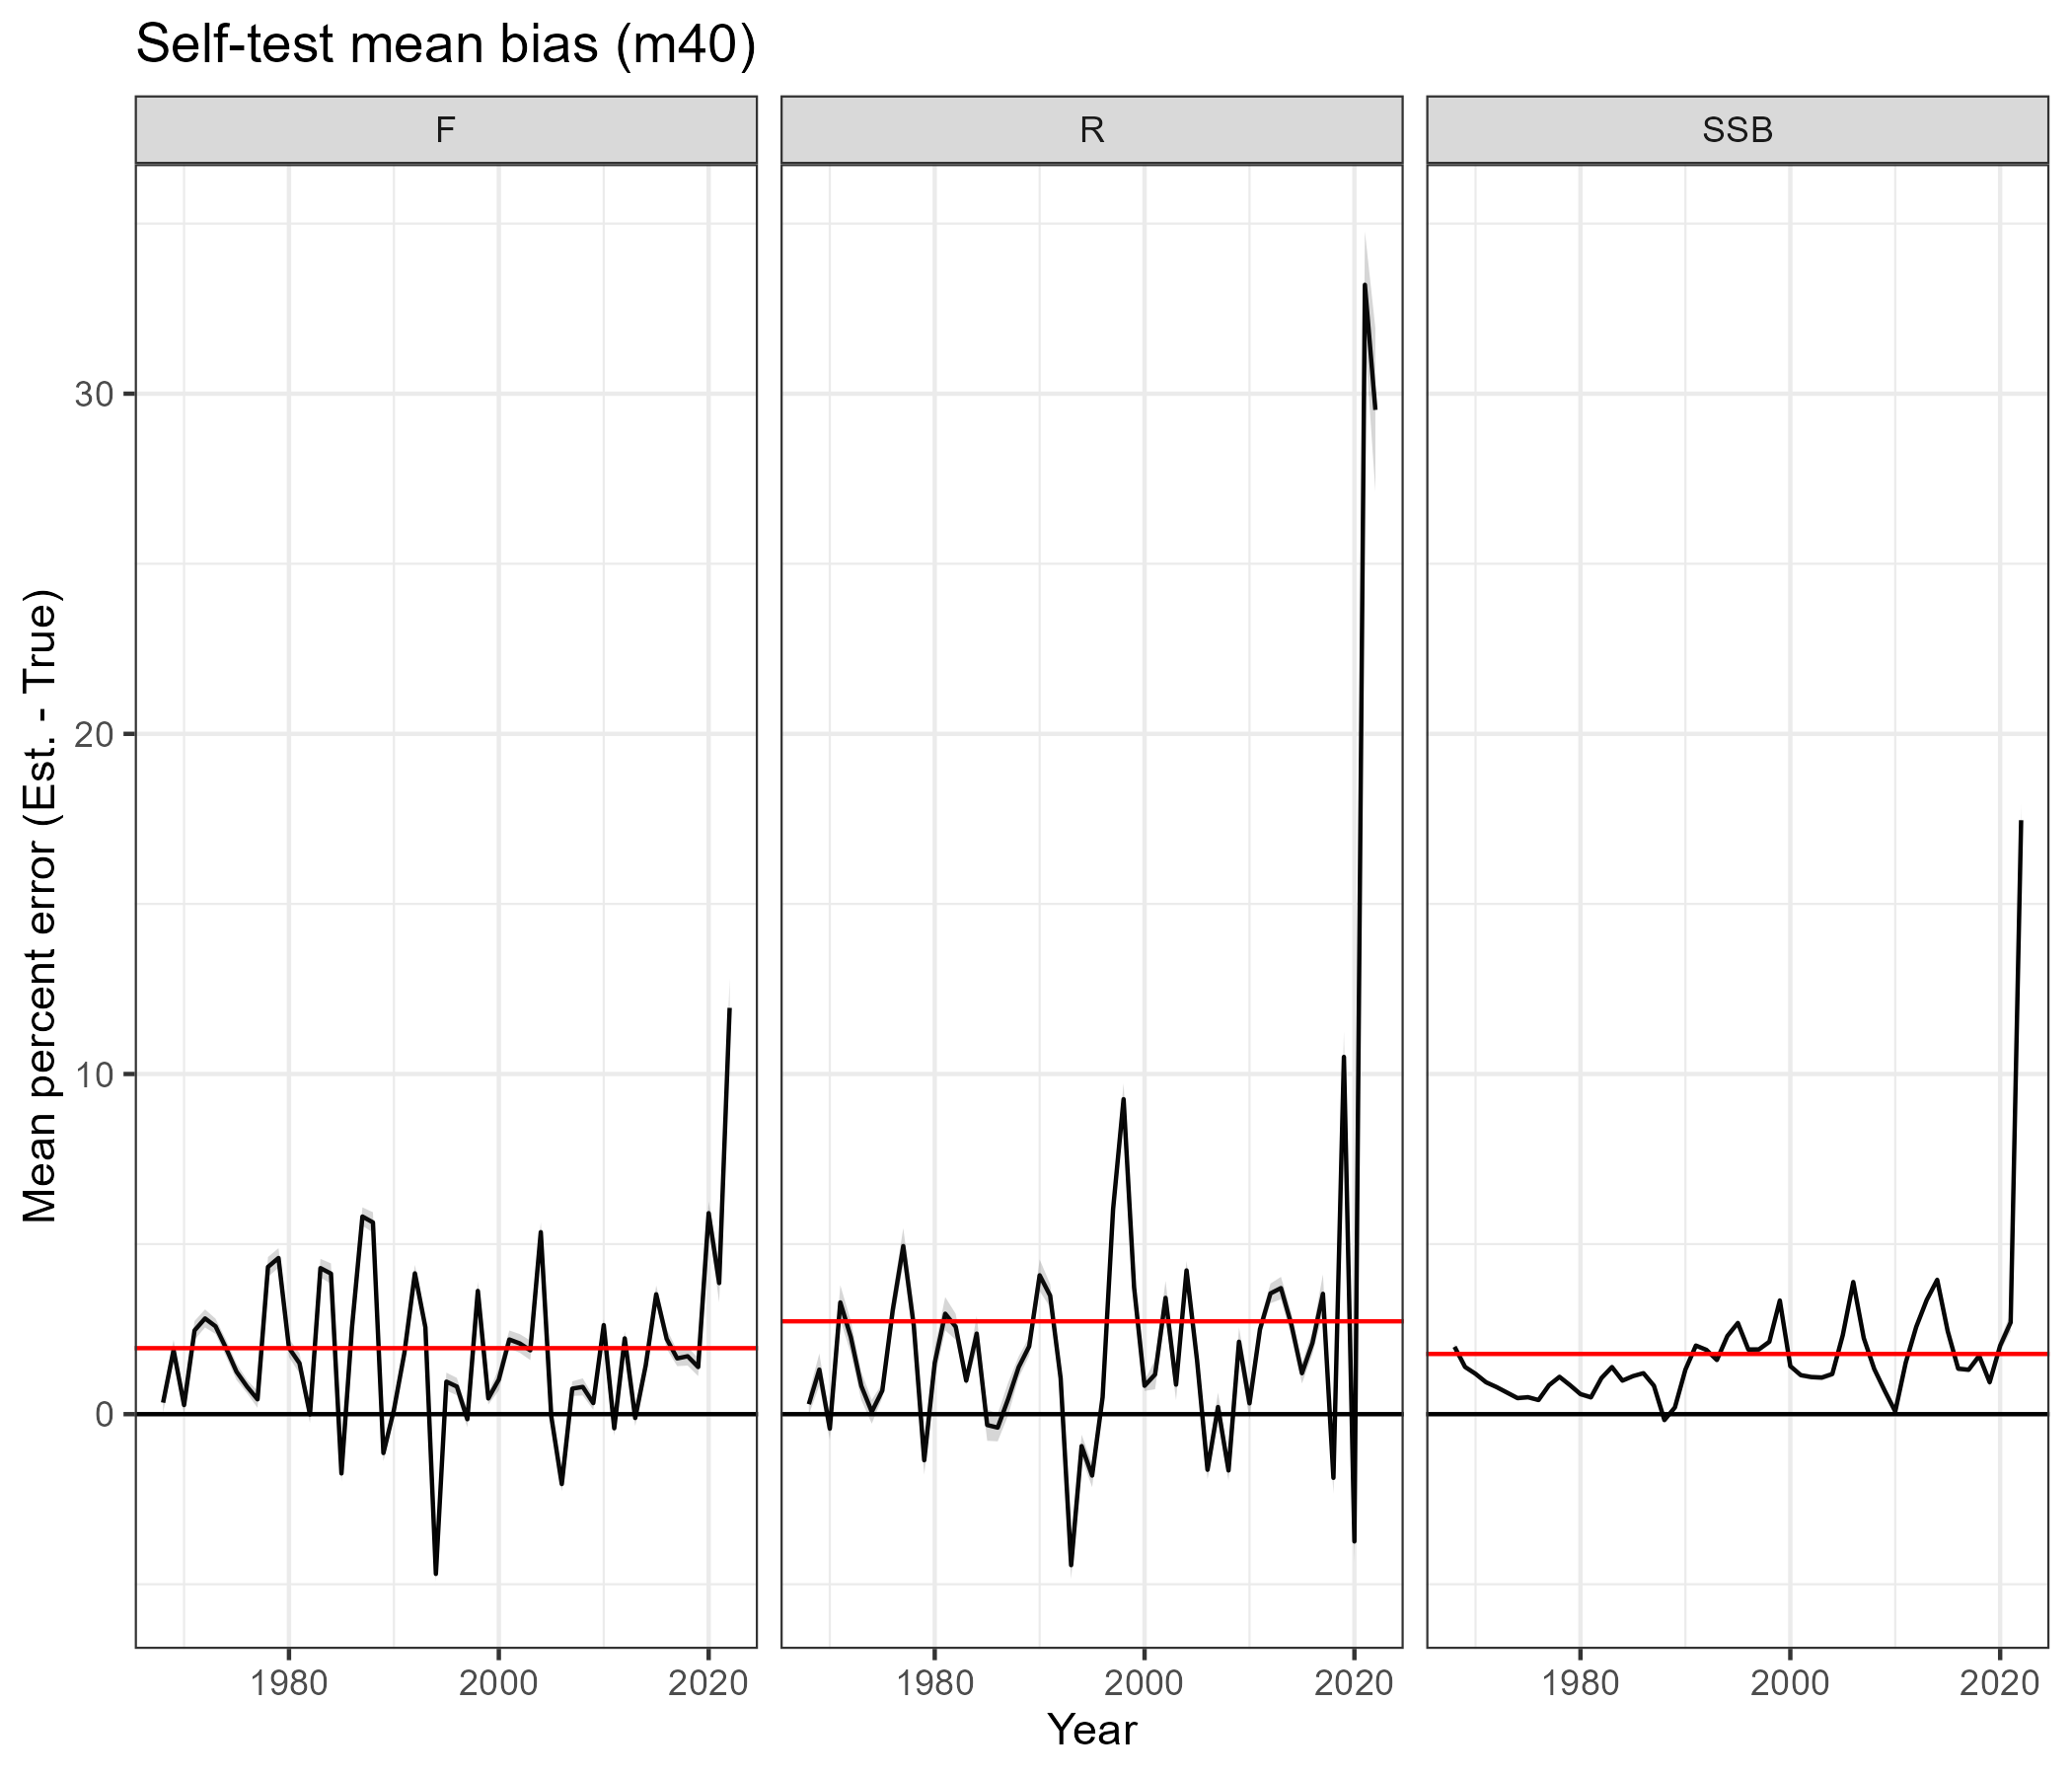 Self-test mean bias (m40)
F R SSB
Mean percent error (Est. - True)
30
20
10
0
1980 2000 2020 1980 2000 2020 1980 2000 2020
Year